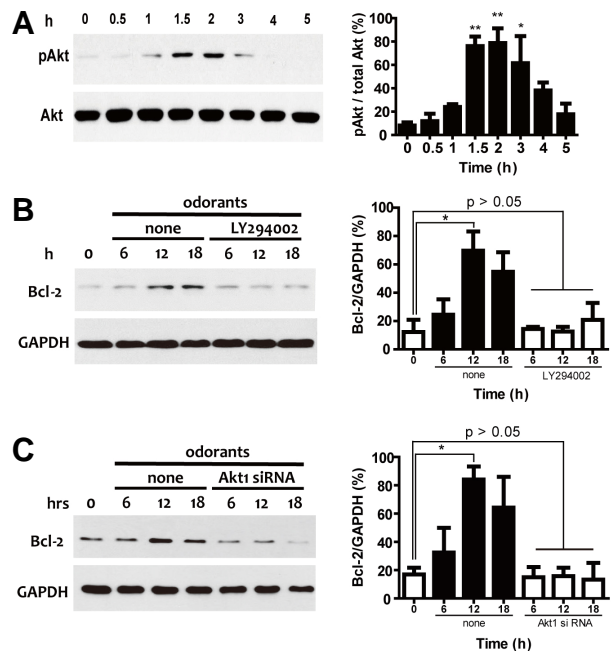 A
h 0 0.5 1 1.5 2 3 4 5
pAkt
Akt
pAkt / total Akt (%)
100
80
60
40
20
0
** ** *
0 0.5 1 1.5 2 3 4 5
Time (h)
B
odorants
none LY294002
h 0 6 12 18 6 12 18
Bcl-2
GAPDH
Bcl-2/GAPDH (%)
100
80
60
40
20
0
p > 0.05
*
0 6 12 18 6 12 18
none LY294002
Time (h)
C
odorants
none Akt1 siRNA
hrs 0 6 12 18 6 12 18
Bcl-2
GAPDH
Bcl-2/GAPDH (%)
100
80
60
40
20
0
p > 0.05
*
0 6 12 18 6 12 18
none Akt1 si RNA
Time (h)